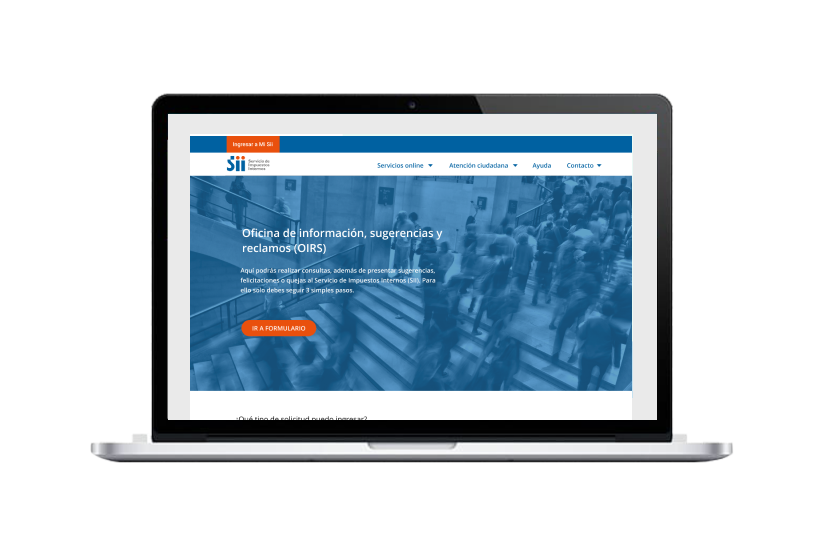 Ingresar a Mi Sii
Sii Servicio de
Impuestos
Internos
Servicios online
Atención ciudadana
Ayuda
Contacto
Oficina de información, sugerencias y
reclamos (OIRS)
Aquí podrás realizar consultas, además de presentar sugerencias,
felicitaciones o quejas al Servicio de Impuestos Internos (SII). Para
ello solo debes seguir 3 simples pasos.
IR A FORMULARIO
¿Qué tipo de solicitud puedo ingresar?